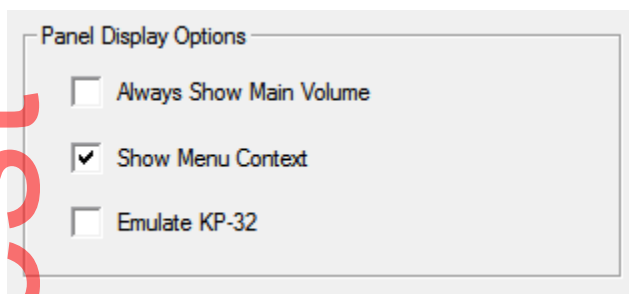 Panel Display Options
Always Show Main Volume
Show Menu Context
Emulate KP-32